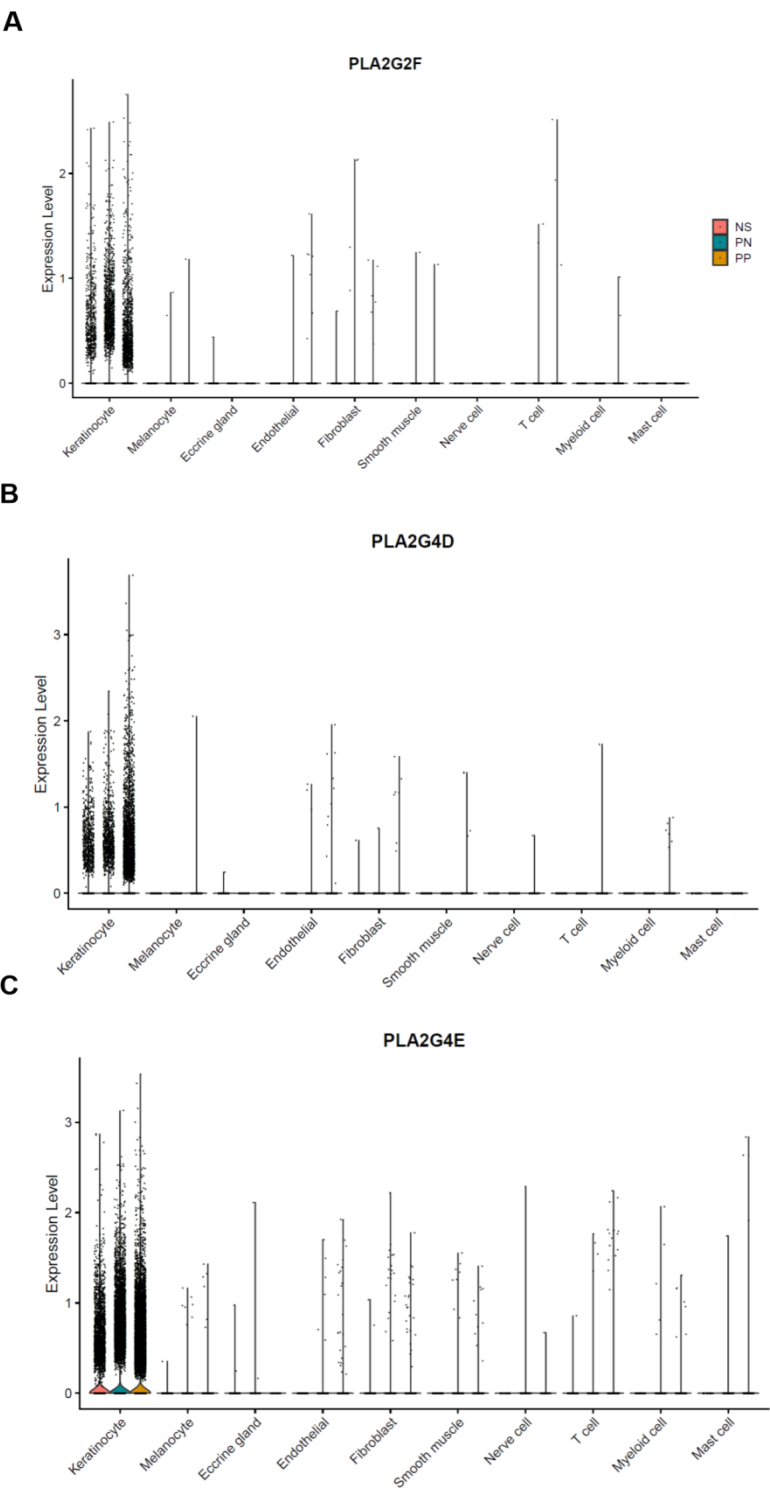 A
PLA2G2F
Expression Level
2
1
0
NS
PN
PP
Keratinocyte
Melanocyte
Eccrine gland
Endothelial
Fibroblast
Smooth muscle
Nerve cell
T cell
Myeloid cell
Mast cell
B
PLA2G4D
Expression Level
3
2
1
0
Keratinocyte
Melanocyte
Eccrine gland
Endothelial
Fibroblast
Smooth muscle
Nerve cell
T cell
Myeloid cell
Mast cell
C
PLA2G4E
Expression Level
3
2
1
0
Keratinocyte
Melanocyte
Eccrine gland
Endothelial
Fibroblast
Smooth muscle
Nerve cell
T cell
Myeloid cell
Mast cell